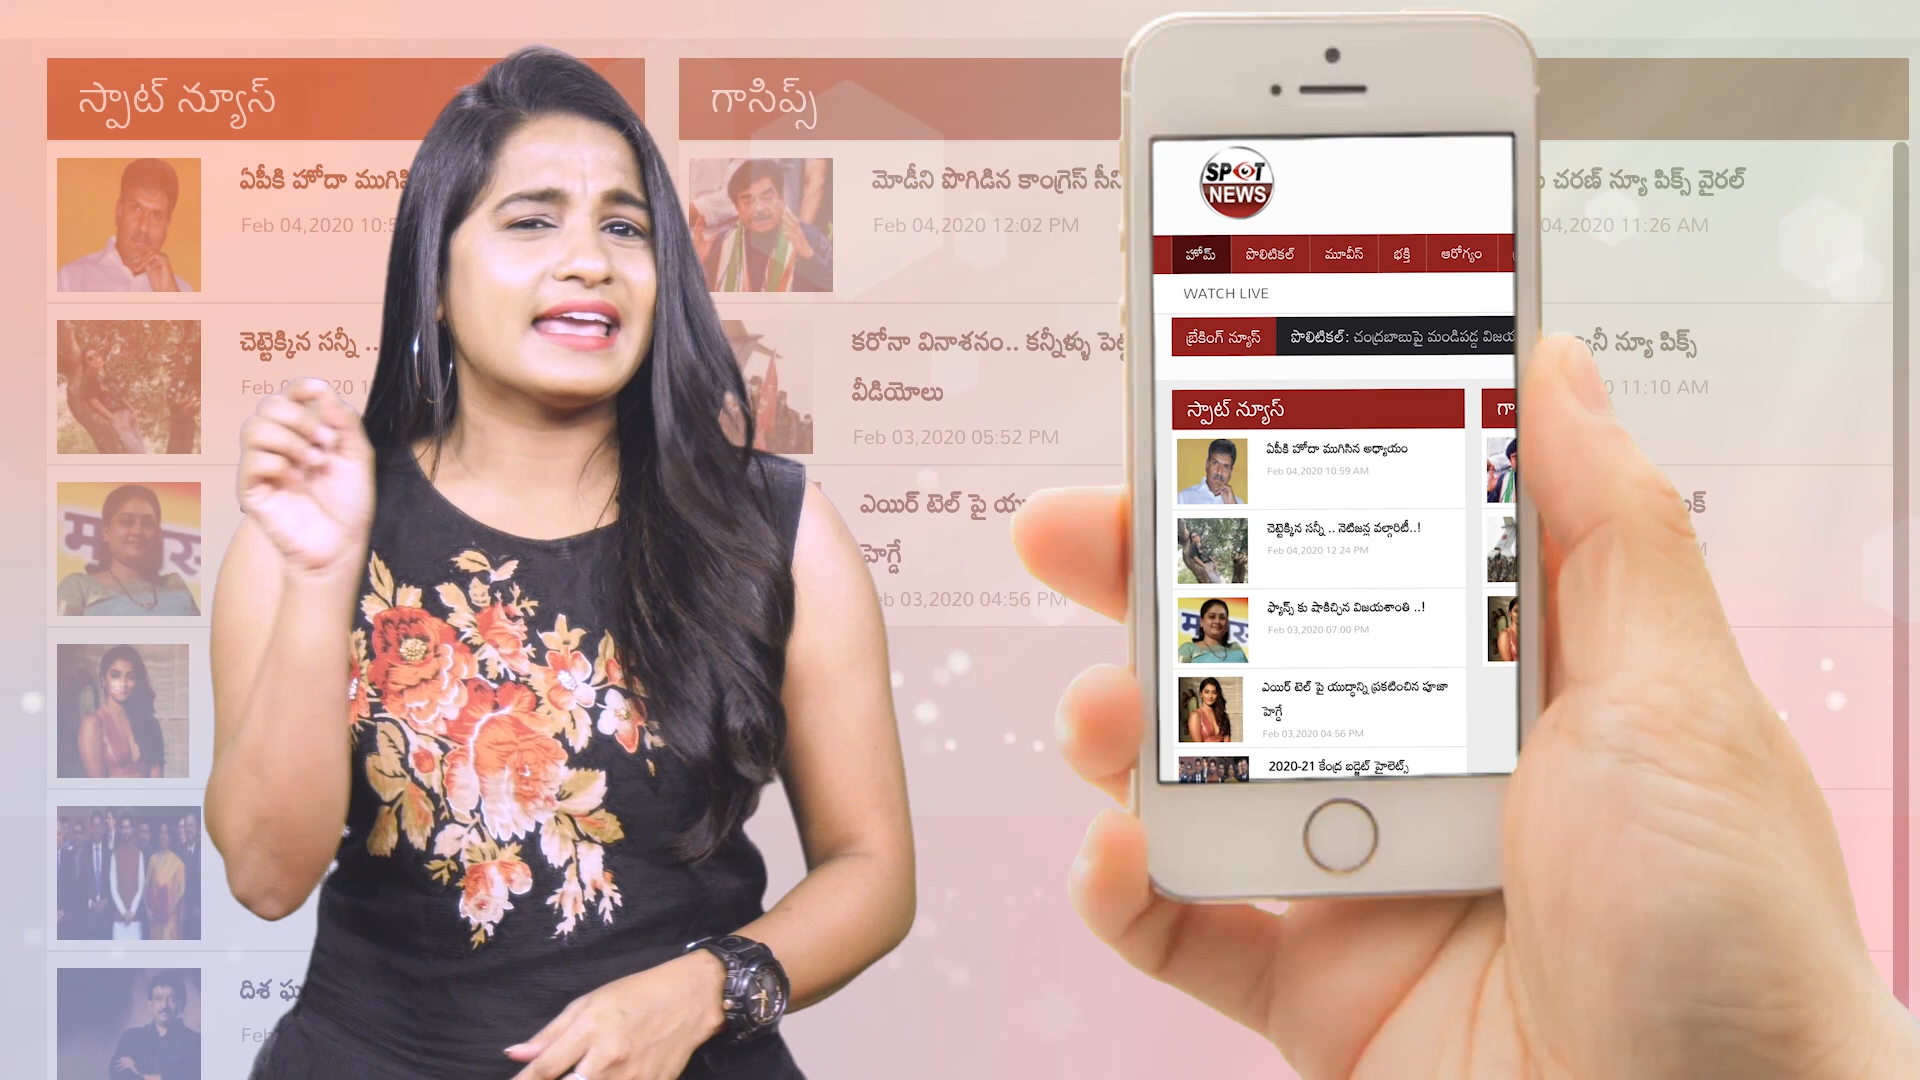 స్పాట్ న్యూస్
ఏపీకి హోదా
Feb 04,2020
చెట్టెక్కిన సన్నీ ..
Feb
దిశ
Feb
గాసిప్స్
మోడీని పొగిడిన కాంగ్రెస్
Feb 04,2020 12:02 PM
కరోనా వినాశనం.. కన్నీళ్ళు
వీడియోలు
Feb 03,2020 05:52 PM
ఎయిర్ టెల్ పై
హెగ్డే
03,2020 04:56 PM
చరణ్ న్యూ పిక్స్ వైరల్
04,2020 11:26 AM
న్యూ పిక్స్
11:10 AM
SPOT
NEWS
హోమ్ పొలిటికల్ మూవీస్ భక్తి ఆరోగ్యం
WATCH LIVE
బ్రేకింగ్ న్యూస్ పొలిటికల్: చంద్రబాబుపై మండిపడ్డ
స్పాట్ న్యూస్
ఏపీకి హోదా ముగిసిన అధ్యాయం
Feb 04,2020 10:59 AM
చెట్టెక్కిన సన్నీ .. నెటిజన్ల వల్గారిటీ..!
Feb 04,2020 12:24 PM
ఫ్యాన్స్ కు షాకిచ్చిన విజయశాంతి ..!
Feb 03,2020 07:00 PM
ఎయిర్ టెల్ పై యుద్ధాన్ని ప్రకటించిన పూజా
హెగ్డే
Feb 03,2020 04:56 PM
2020-21 కేంద్ర బడ్జెట్ హైలెట్స్